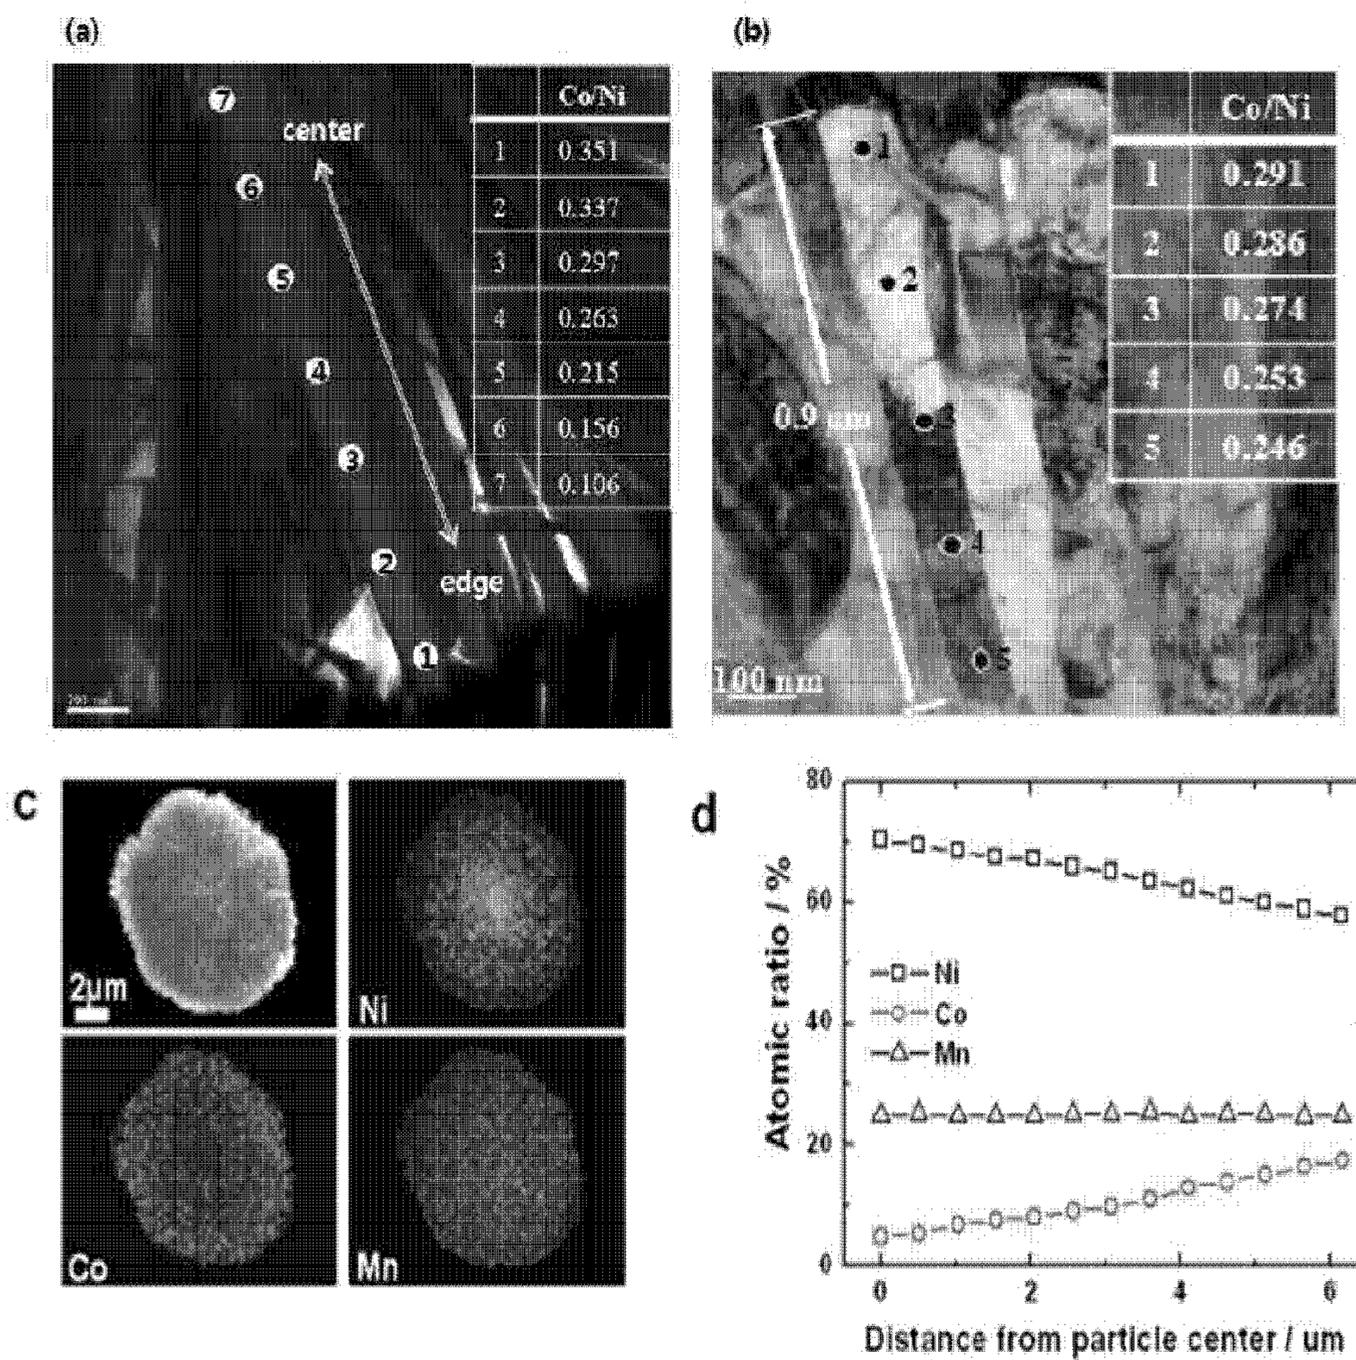 (a)
7
center
6
5
4
3
2
edge
1
Co/Ni
1 0.351
2 0.337
3 0.297
4 0.263
5 0.215
6 0.156
7 0.106
(b)
1
2
3
4
5
100 nm
Co/Ni
1 0.291
2 0.286
3 0.274
4 0.253
5 0.246
c
2μm
Ni
Co
Mn
d
Atomic ratio / %
80
60
40
20
0
Ni
Co
Mn
0 2 4 6
Distance from particle center / um